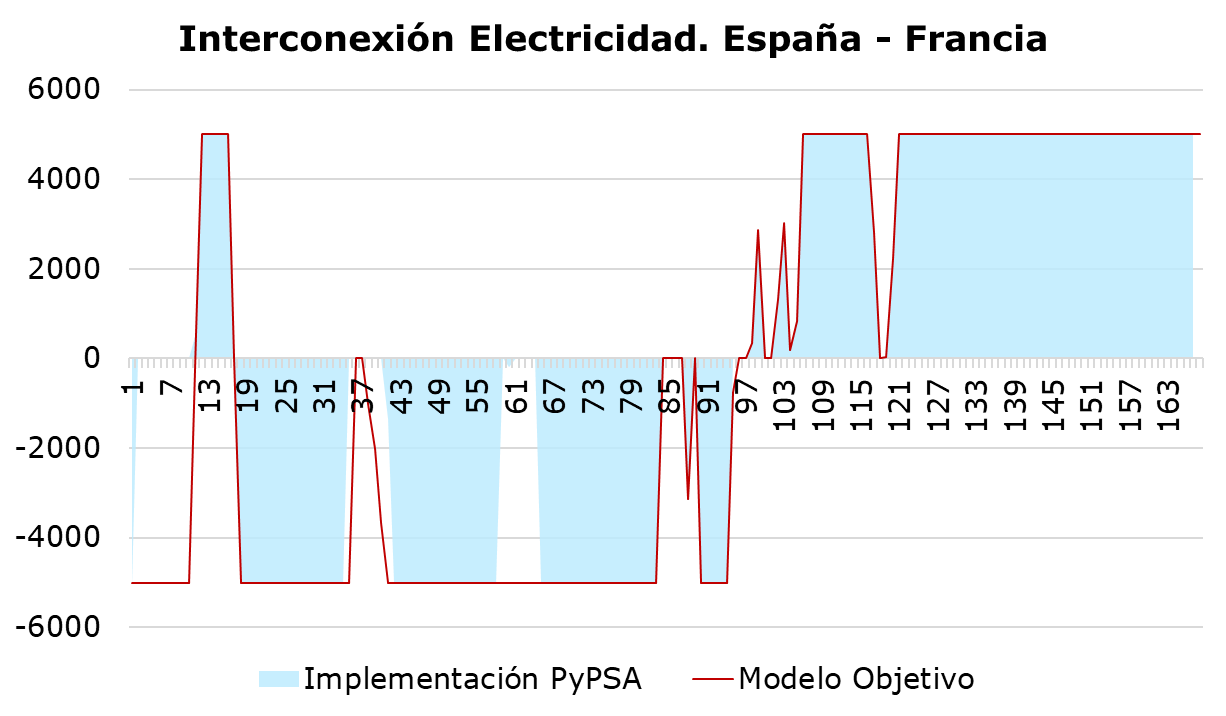 Interconexión Electricidad. España - Francia
6000
4000
2000
0
-2000
-4000
-6000
1 7 13 19 25 31 37 43 49 55 61 67 73 79 85 91 97 103 109 115 121 127 133 139 145 151 157 163
Implementación PyPSA Modelo Objetivo